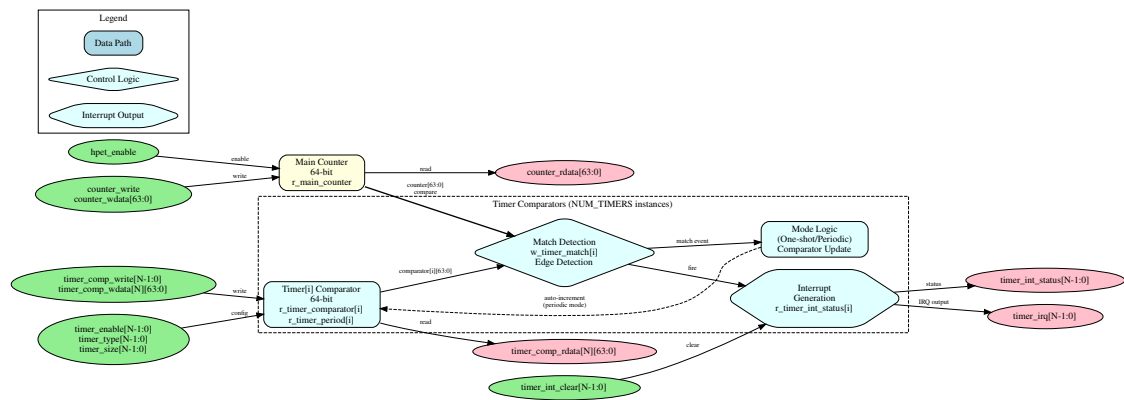 Legend
Data Path
Control Logic
Interrupt Output
hpet_enable
enable
counter_write
counter_wdata[63:0]
write
Main Counter
64-bit
r_main_counter
read
counter_rdata[63:0]
counter[63:0]
compare
Timer Comparators (NUM_TIMERS instances)
Match Detection
w_timer_match[i]
Edge Detection
match event
Mode Logic
(One-shot/Periodic)
Comparator Update
fire
comparator[i][63:0]
timer_comp_write[N-1:0]
timer_comp_wdata[N][63:0]
write
Timer[i] Comparator
64-bit
r_timer_comparator[i]
r_timer_period[i]
auto-increment
(periodic mode)
Interrupt
Generation
r_timer_int_status[i]
status
timer_int_status[N-1:0]
IRQ output
timer_irq[N-1:0]
timer_enable[N-1:0]
timer_type[N-1:0]
timer_size[N-1:0]
config
read
timer_comp_rdata[N][63:0]
clear
timer_int_clear[N-1:0]